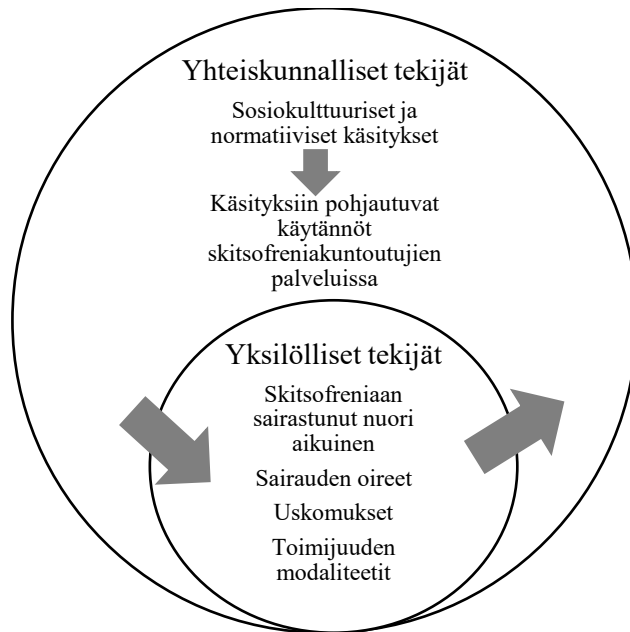 Yhteiskunnalliset tekijät
Sosiokulttuuriset ja
normatiiviset käsitykset
Käsityksiin pohjautuvat
käytännöt
skitsofreniakuntoutujien
palveluissa
Yksilölliset tekijät
Skitsofreniaan
sairastunut nuori
aikuinen
Sairauden oireet
Uskomukset
Toimijuuden
modaliteetit